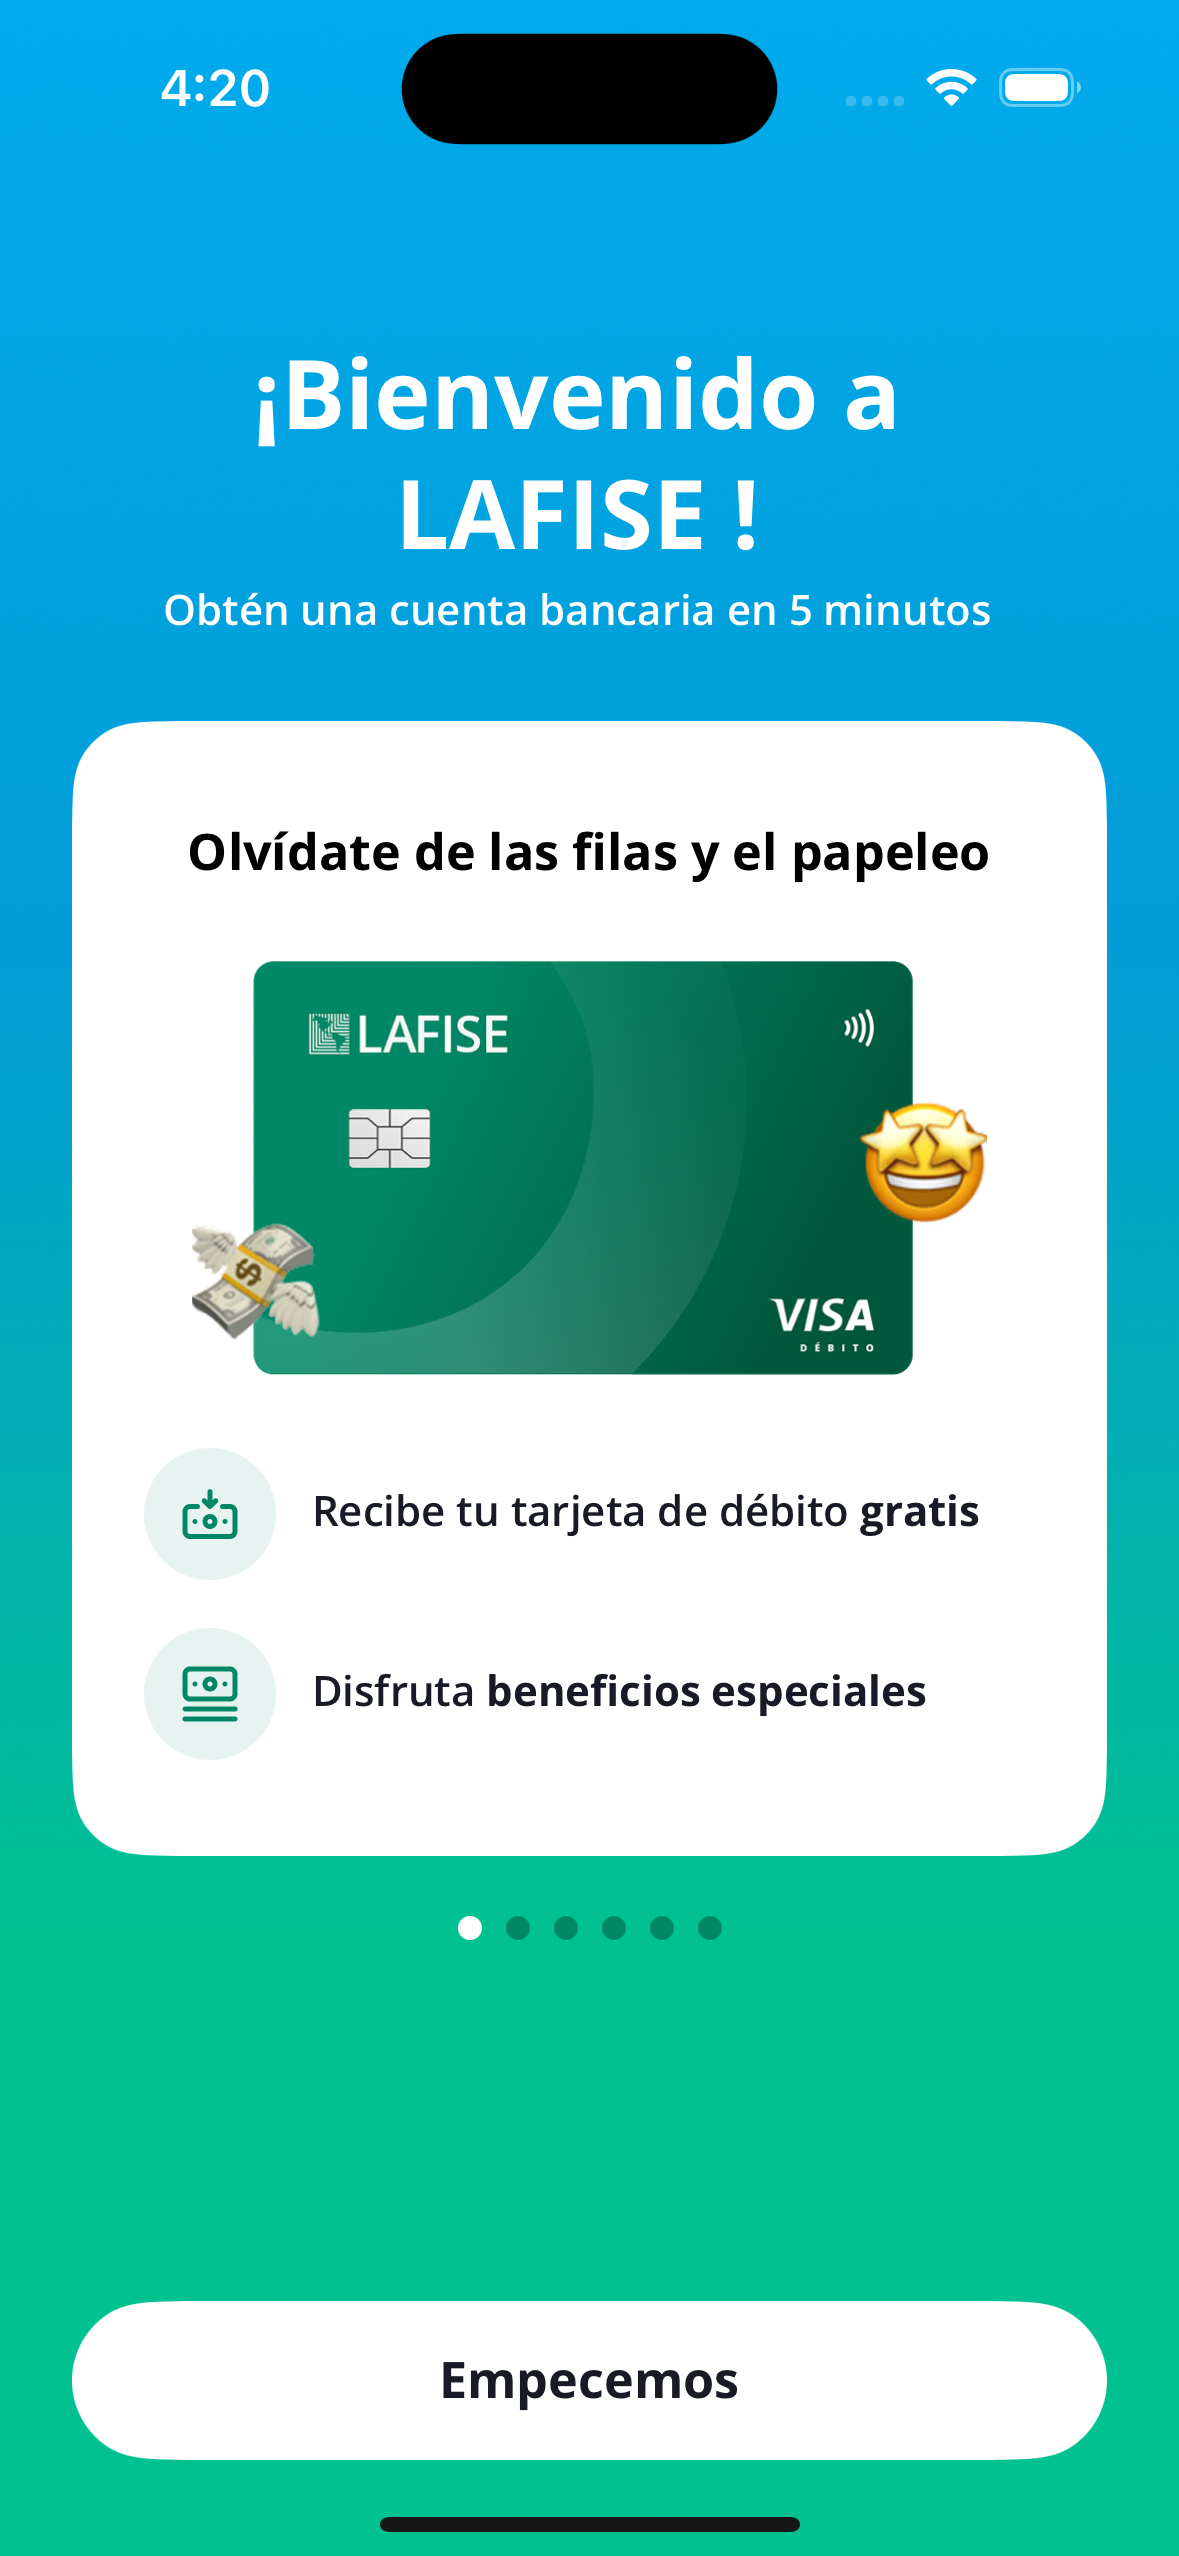 4:20
¡Bienvenido a
LAFISE !
Obtén una cuenta bancaria en 5 minutos
Olvídate de las filas y el papeleo
LAFISE
VISA
DÉBITO
Recibe tu tarjeta de débito gratis
Disfruta beneficios especiales
Empecemos